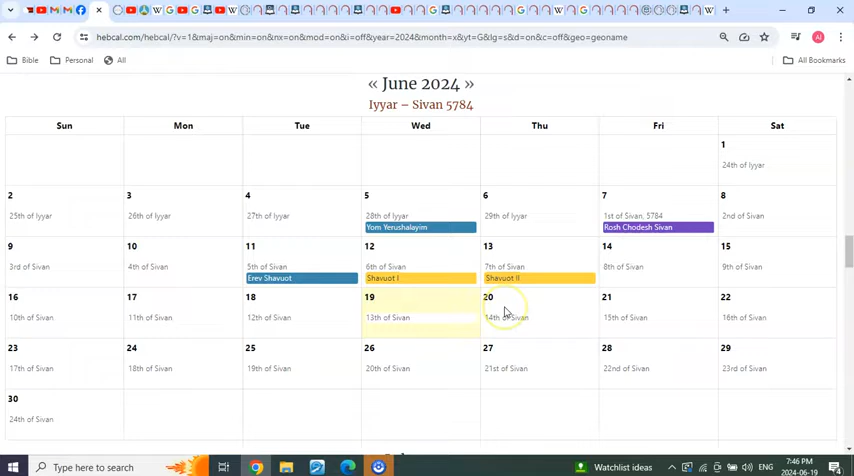 hebcal.com/hebcal/?v=1&maj=on&min=on&nx=on&mod=on&i=off&year=2024&month=x&yt=G&lg=s&d=on&c=off&geo=geoname
Bible
Personal
All
All Bookmarks
« June 2024 »
Iyyar – Sivan 5784
Sun Mon Tue Wed Thu Fri Sat
1
24th of Iyyar
2 3 4 5 6 7 8
25th of Iyyar 26th of Iyyar 27th of Iyyar 28th of Iyyar 29th of Iyyar 1st of Sivan, 5784 2nd of Sivan
Yom Yerushalayim Rosh Chodesh Sivan
9 10 11 12 13 14 15
3rd of Sivan 4th of Sivan 5th of Sivan 6th of Sivan 7th of Sivan 8th of Sivan 9th of Sivan
Erev Shavuot Shavuot I Shavuot II
16 17 18 19 20 21 22
10th of Sivan 11th of Sivan 12th of Sivan 13th of Sivan 14th of Sivan 15th of Sivan 16th of Sivan
23 24 25 26 27 28 29
17th of Sivan 18th of Sivan 19th of Sivan 20th of Sivan 21st of Sivan 22nd of Sivan 23rd of Sivan
30
24th of Sivan
Type here to search
Watchlist ideas
ENG
7:46 PM
2024-06-19